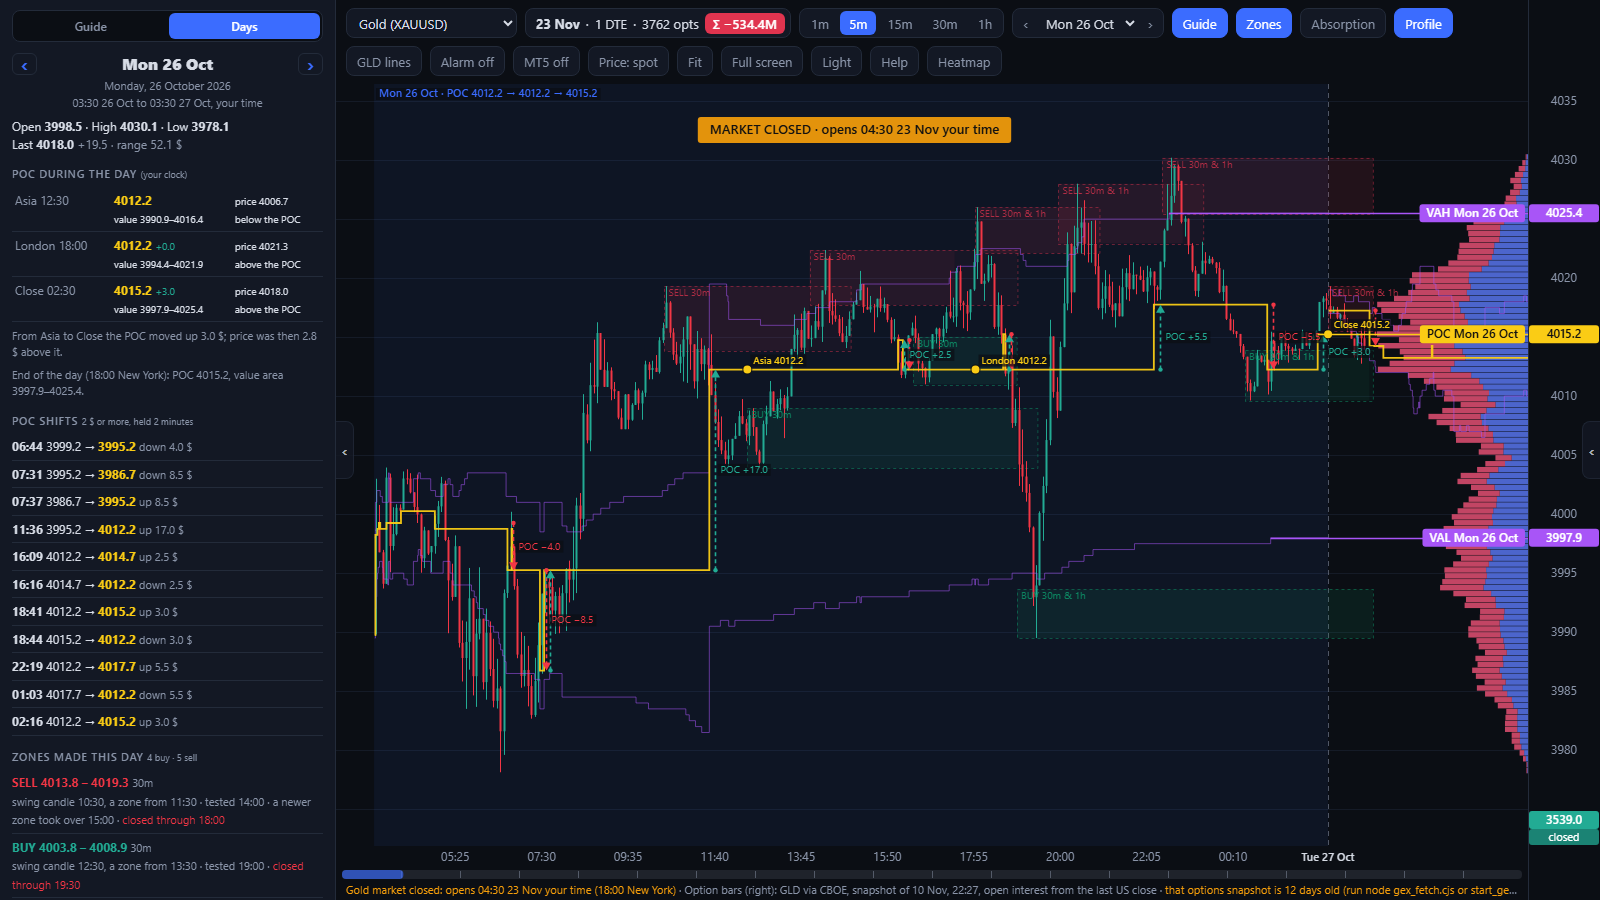 Guide
Days
Gold (XAUUSD)
23 Nov · 1 DTE · 3762 opts
Σ −534.4M
1m
5m
15m
30m
1h
‹ Mon 26 Oct ›
Guide
Zones
Absorption
Profile
GLD lines
Alarm off
MT5 off
Price: spot
Fit
Full screen
Light
Help
Heatmap
‹ Mon 26 Oct ›
Monday, 26 October 2026
03:30 26 Oct to 03:30 27 Oct, your time
Open 3998.5 · High 4030.1 · Low 3978.1
Last 4018.0 +19.5 · range 52.1 $
POC DURING THE DAY (your clock)
Asia 12:30 4012.2 price 4006.7
value 3990.9–4016.4 below the POC
London 18:00 4012.2 +0.0 price 4021.3
value 3994.4–4021.9 above the POC
Close 02:30 4015.2 +3.0 price 4018.0
value 3997.9–4025.4 above the POC
From Asia to Close the POC moved up 3.0 $; price was then 2.8
$ above it.
End of the day (18:00 New York): POC 4015.2, value area
3997.9–4025.4.
POC SHIFTS 2 $ or more, held 2 minutes
06:44 3999.2 → 3995.2 down 4.0 $
07:31 3995.2 → 3986.7 down 8.5 $
07:37 3986.7 → 3995.2 up 8.5 $
11:36 3995.2 → 4012.2 up 17.0 $
16:09 4012.2 → 4014.7 up 2.5 $
16:16 4014.7 → 4012.2 down 2.5 $
18:41 4012.2 → 4015.2 up 3.0 $
18:44 4015.2 → 4012.2 down 3.0 $
22:19 4012.2 → 4017.7 up 5.5 $
01:03 4017.7 → 4012.2 down 5.5 $
02:16 4012.2 → 4015.2 up 3.0 $
ZONES MADE THIS DAY 4 buy · 5 sell
SELL 4013.8 – 4019.3 30m
swing candle 10:30, a zone from 11:30 · tested 14:00 · a newer
zone took over 15:00 · closed through 18:00
BUY 4003.8 – 4008.9 30m
swing candle 12:30, a zone from 13:30 · tested 19:00 · closed
through 19:30
Mon 26 Oct · POC 4012.2 → 4012.2 → 4015.2
MARKET CLOSED · opens 04:30 23 Nov your time
SELL 30m & 1h
SELL 30m & 1h
SELL 30m & 1h
SELL 30m
SELL 30m
SELL 30m & 1h
BUY 30m
BUY 30m
BUY 30m & 1h
POC −4.0
POC −8.5
POC +17.0
POC +2.5
POC +5.5
POC +3.0
Asia 4012.2
London 4012.2
Close 4015.2
VAH Mon 26 Oct 4025.4
POC Mon 26 Oct 4015.2
VAL Mon 26 Oct 3997.9
4035
4030
4020
4010
4005
4000
3995
3990
3985
3980
3539.0
closed
05:25
07:30
09:35
11:40
13:45
15:50
17:55
20:00
22:05
00:10
Tue 27 Oct
Gold market closed: opens 04:30 23 Nov your time (18:00 New York) · Option bars (right): GLD via CBOE, snapshot of 10 Nov, 22:27, open interest from the last US close · that options snapshot is 12 days old (run node gex_fetch.cjs or start_ge...